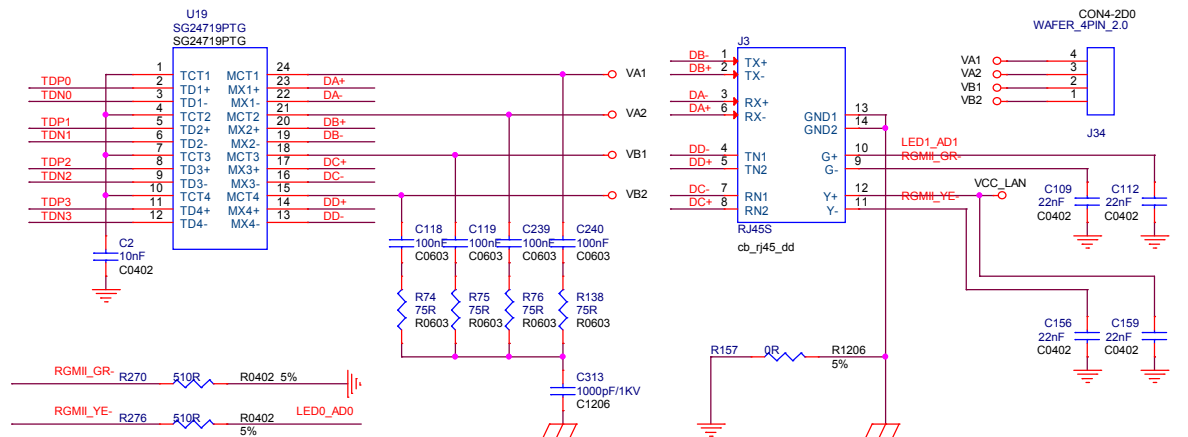 U19
SG24719PTG
SG24719PTG
1 TCT1 MCT1 24
TDP0 2 TD1+ MX1+ 23 DA+
TDN0 3 TD1- MX1- 22 DA-
4 TCT2 MCT2 21
TDP1 5 TD2+ MX2+ 20 DB+
TDN1 6 TD2- MX2- 19 DB-
7 TCT3 MCT3 18
TDP2 8 TD3+ MX3+ 17 DC+
TDN2 9 TD3- MX3- 16 DC-
10 TCT4 MCT4 15
TDP3 11 TD4+ MX4+ 14 DD+
TDN3 12 TD4- MX4- 13 DD-
VA1
VA2
VB1
VB2
C2
10nF
C0402
C118
100nF
C0603
C119
100nF
C0603
C239
100nF
C0603
C240
100nF
C0603
R74
75R
R0603
R75
75R
R0603
R76
75R
R0603
R138
75R
R0603
C313
1000pF/1KV
C1206
RGMII_GR- R270 510R R0402 5%
RGMII_YE- R276 510R R0402 LED0_AD0
5%
J3
DB- 1 TX+
DB+ 2 TX-
DA- 3 RX+
DA+ 6 RX-
DD- 4 TN1
DD+ 5 TN2
DC- 7 RN1
DC+ 8 RN2
GND1 13
GND2 14
LED1_AD1
G+ 10
RGMII_GR-
G- 9
Y+ 12
RGMII_YE-
Y- 11
VCC_LAN
RJ45S
cb_rj45_dd
R157 0R R1206
5%
CON4-2D0
WAFER_4PIN_2.0
VA1 4
VA2 3
VB1 2
VB2 1
J34
C109
22nF
C0402
C112
22nF
C0402
C156
22nF
C0402
C159
22nF
C0402